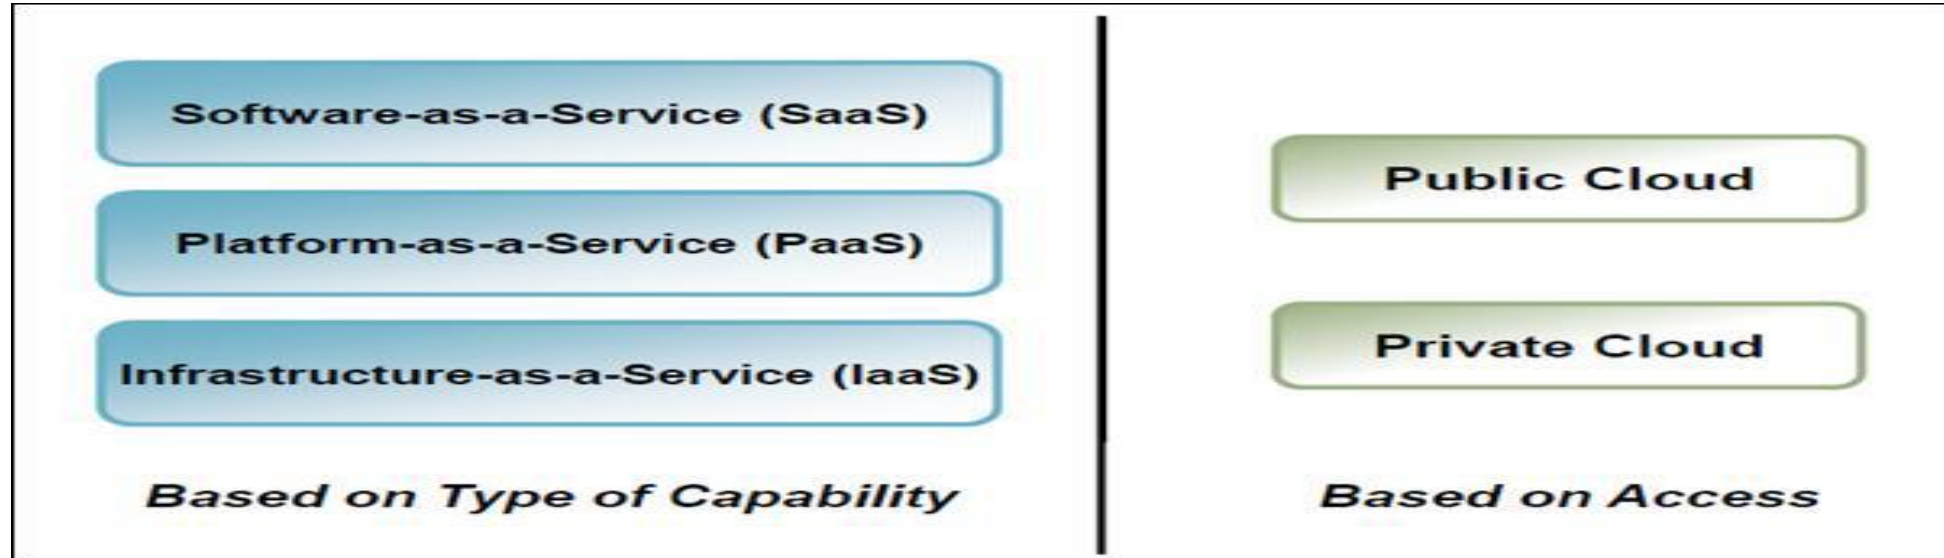 Software-as-a-Service (SaaS)
Platform-as-a-Service (PaaS)
Infrastructure-as-a-Service (IaaS)
Based on Type of Capability
Public Cloud
Private Cloud
Based on Access